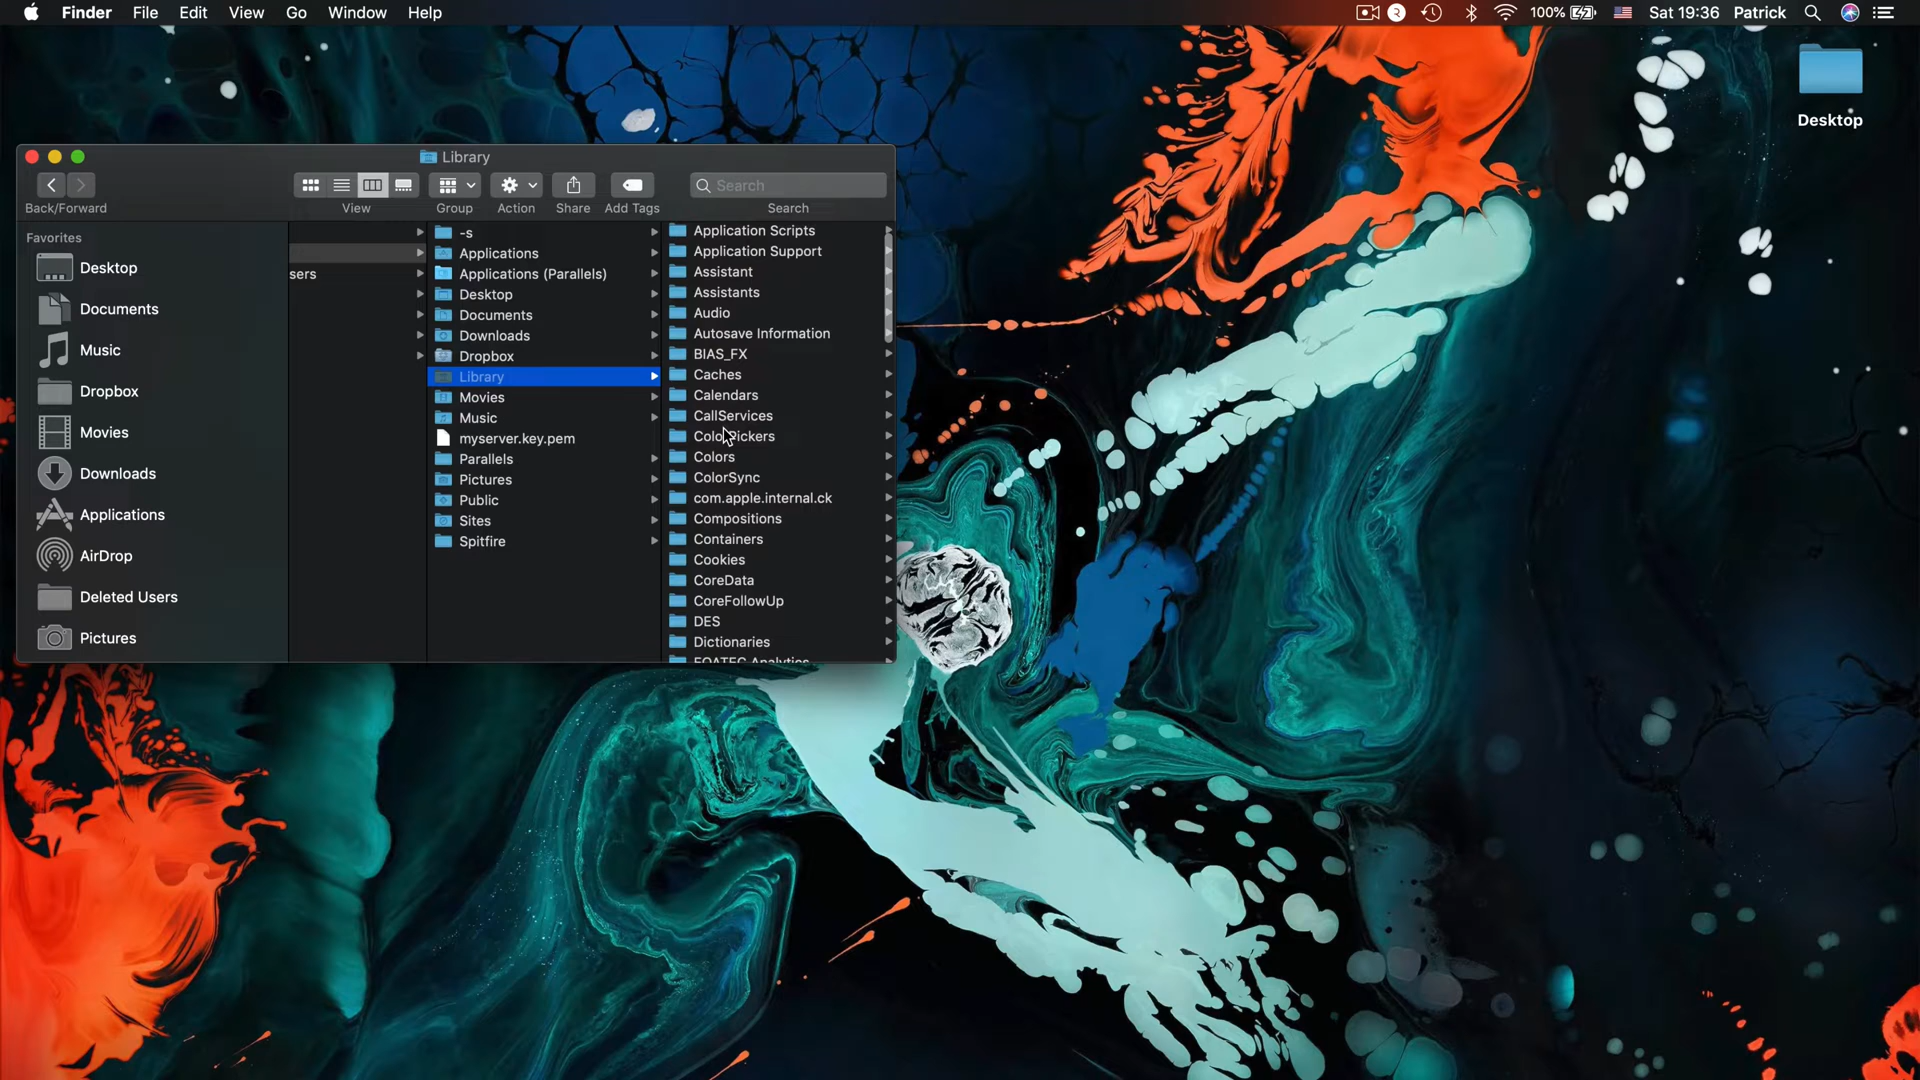 Finder File Edit View Go Window Help
100% Sat 19:36 Patrick
Desktop
Library
Back/Forward View Group Action Share Add Tags Search
Search
Favorites
Desktop
Documents
Music
Dropbox
Movies
Downloads
Applications
AirDrop
Deleted Users
Pictures
sers
-s
Applications
Applications (Parallels)
Desktop
Documents
Downloads
Dropbox
Library
Movies
Music
myserver.key.pem
Parallels
Pictures
Public
Sites
Spitfire
Application Scripts
Application Support
Assistant
Assistants
Audio
Autosave Information
BIAS_FX
Caches
Calendars
CallServices
ColorPickers
Colors
ColorSync
com.apple.internal.ck
Compositions
Containers
Cookies
CoreData
CoreFollowUp
DES
Dictionaries